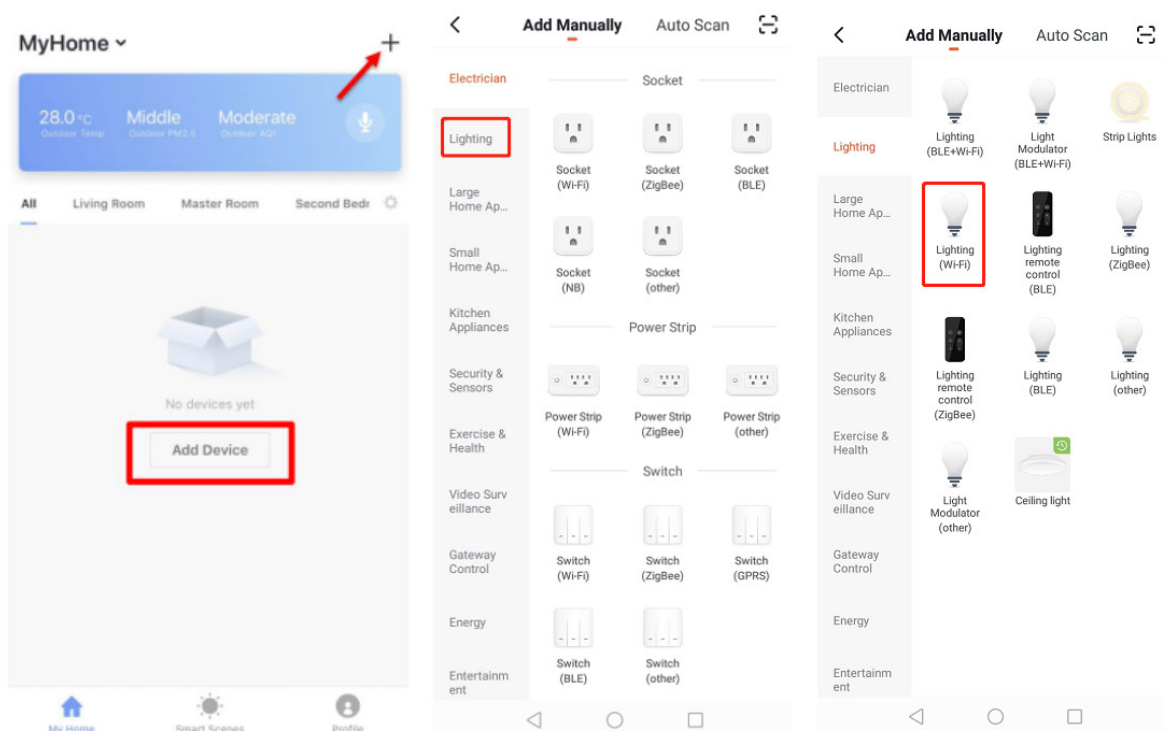 MyHome
28.0 °C
Outdoor Temp
Middle
Outdoor PM2.5
Moderate
Outdoor AQI
All
Living Room
Master Room
Second Bedr
No devices yet
Add Device
My Home
Smart Scenes
Profile
Add Manually
Auto Scan
Electrician
Lighting
Large
Home Ap...
Small
Home Ap...
Kitchen
Appliances
Security &
Sensors
Exercise &
Health
Video Surv
eillance
Gateway
Control
Energy
Entertainm
ent
Socket
Socket
(Wi-Fi)
Socket
(ZigBee)
Socket
(BLE)
Socket
(NB)
Socket
(other)
Power Strip
Power Strip
(Wi-Fi)
Power Strip
(ZigBee)
Power Strip
(other)
Switch
Switch
(Wi-Fi)
Switch
(ZigBee)
Switch
(GPRS)
Switch
(BLE)
Switch
(other)
Add Manually
Auto Scan
Electrician
Lighting
Large
Home Ap...
Small
Home Ap...
Kitchen
Appliances
Security &
Sensors
Exercise &
Health
Video Surv
eillance
Gateway
Control
Energy
Entertainm
ent
Lighting
(BLE+Wi-Fi)
Light
Modulator
(BLE+Wi-Fi)
Strip Lights
Lighting
(Wi-Fi)
Lighting
remote
control
(BLE)
Lighting
(ZigBee)
Lighting
remote
control
(ZigBee)
Lighting
(BLE)
Lighting
(other)
Light
Modulator
(other)
Ceiling light